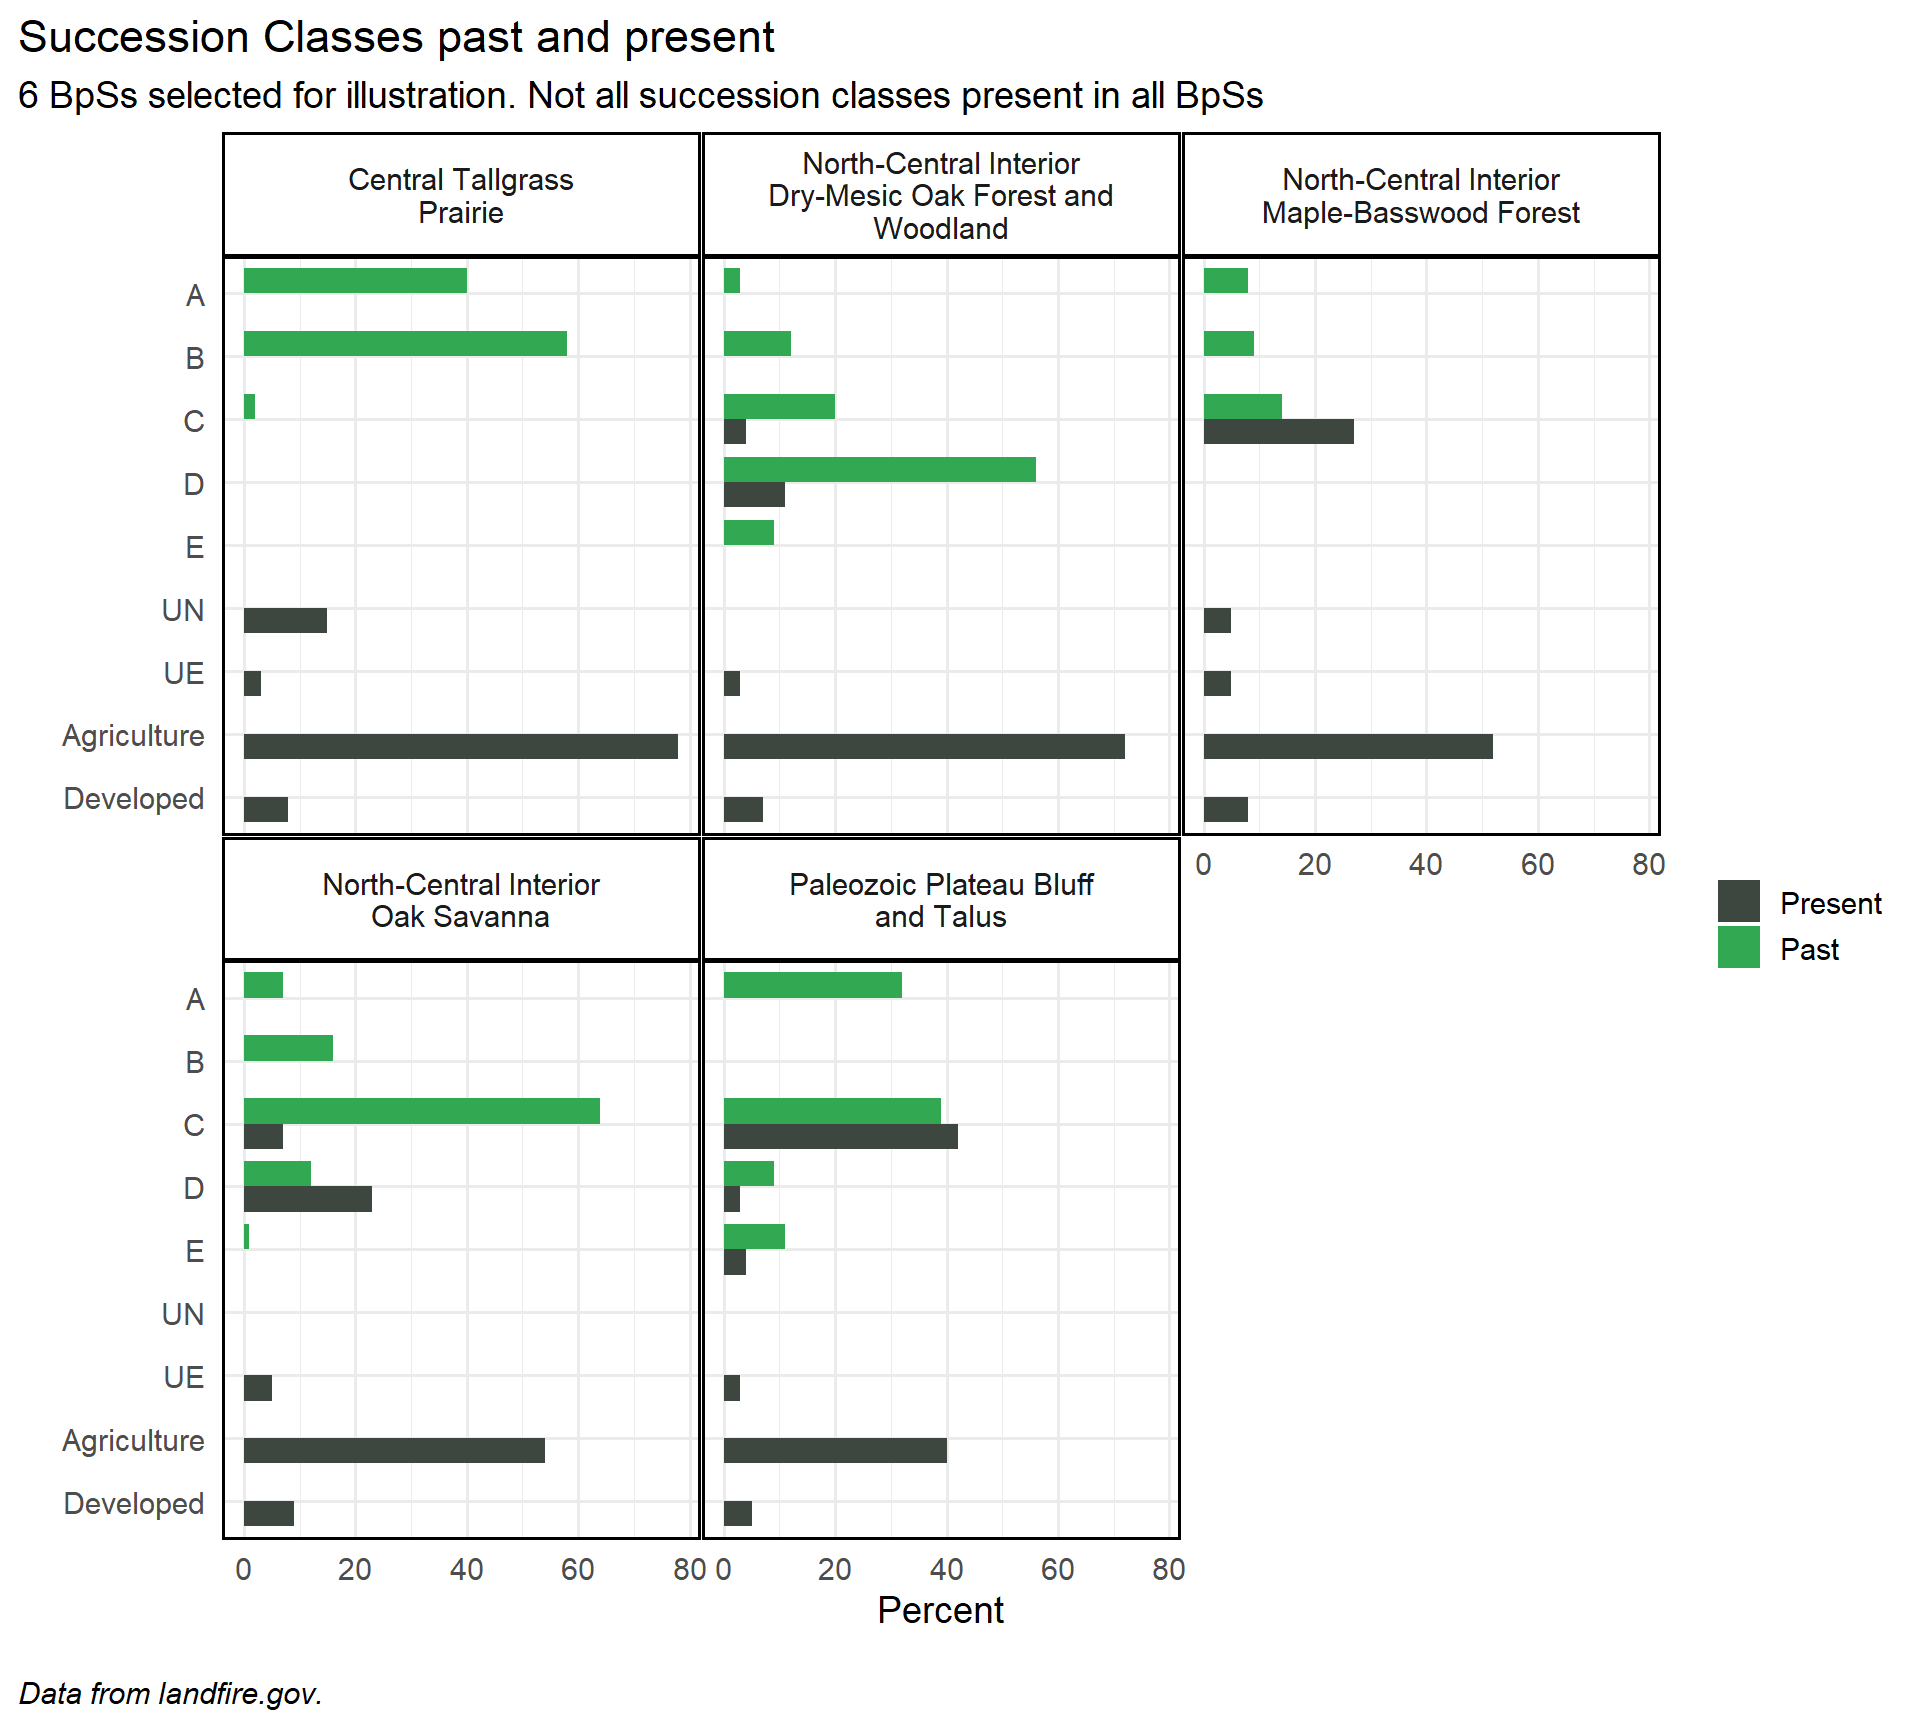 Succession Classes past and present
6 BpSs selected for illustration. Not all succession classes present in all BpSs
Central Tallgrass
Prairie
North-Central Interior
Dry-Mesic Oak Forest and
Woodland
North-Central Interior
Maple-Basswood Forest
A
B
C
D
E
UN
UE
Agriculture
Developed
0 20 40 60 80
North-Central Interior
Oak Savanna
Paleozoic Plateau Bluff
and Talus
Present
Past
A
B
C
D
E
UN
UE
Agriculture
Developed
0 20 40 60 80 0 20 40 60 80
Percent
Data from landfire.gov.